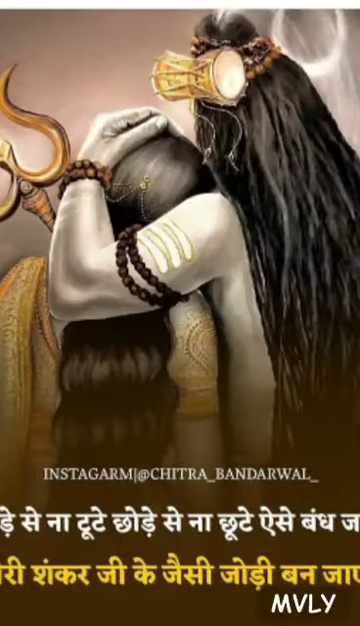 INSTAGARM|@CHITRA_BANDARWAL_
ड़े से ना टूटे छोड़े से ना छूटे ऐसे बंध ज
री शंकर जी के जैसी जोड़ी बन जाए
MVLY